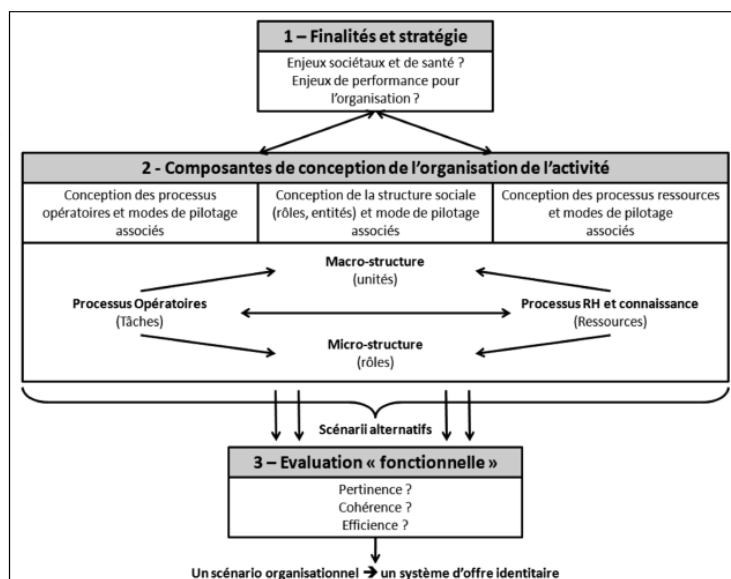 1 – Finalités et stratégie
Enjeux sociétaux et de santé ?
Enjeux de performance pour
l'organisation ?
2 - Composantes de conception de l'organisation de l'activité
Conception des processus
opératoires et modes de pilotage
associés
Conception de la structure sociale
(rôles, entités) et mode de pilotage
associés
Conception des processus ressources
et modes de pilotage
associés
Macro-structure
(unités)
Processus Opératoires
(Tâches)
Processus RH et connaissance
(Ressources)
Micro-structure
(rôles)
Scénarii alternatifs
3 – Evaluation « fonctionnelle »
Pertinence ?
Cohérence ?
Efficience ?
Un scénario organisationnel ➔ un système d'offre identitaire